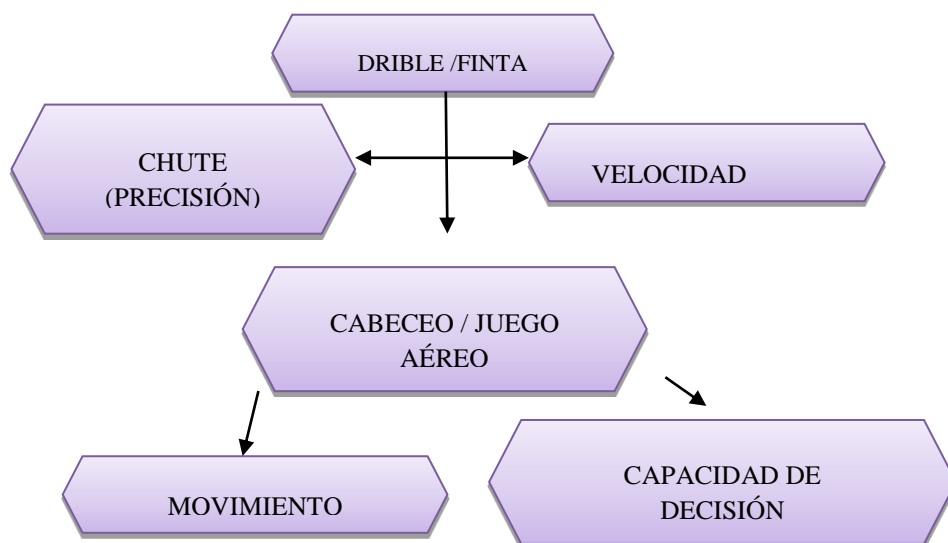 DRIBLE /FINTA
CHUTE
(PRECISIÓN)
VELOCIDAD
CABECEO / JUEGO
AÉREO
MOVIMIENTO
CAPACIDAD DE
DECISIÓN